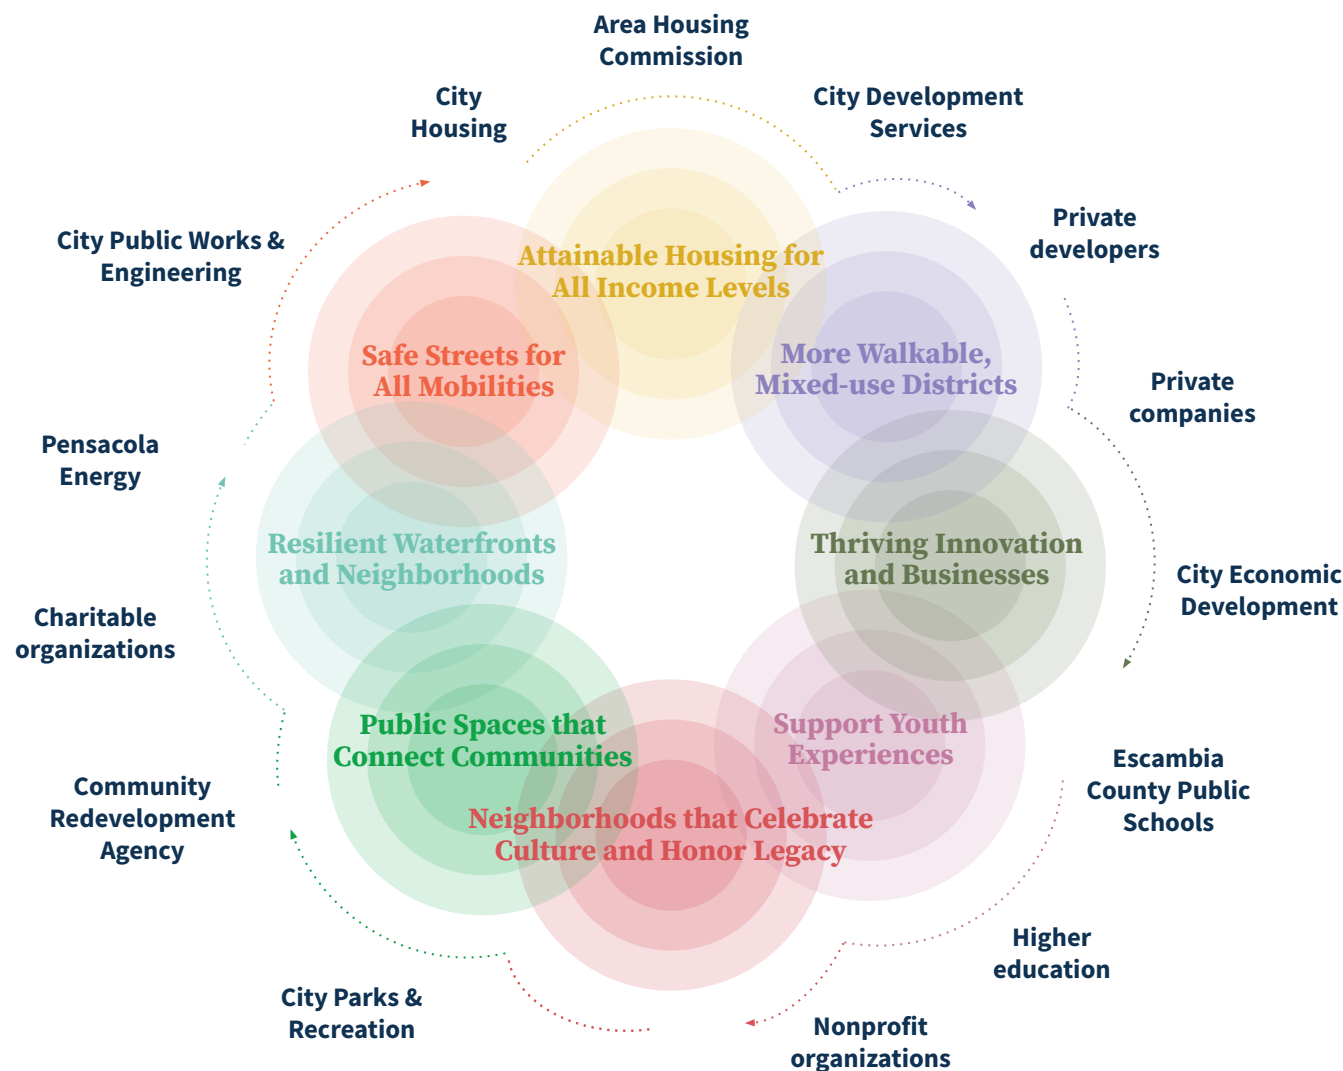 Area Housing
Commission
City
Housing
City Development
Services
Private
developers
City Public Works &
Engineering
Attainable Housing for
All Income Levels
Safe Streets for
All Mobilities
More Walkable,
Mixed-use Districts
Private
companies
Pensacola
Energy
Resilient Waterfronts
and Neighborhoods
Thriving Innovation
and Businesses
City Economic
Development
Charitable
organizations
Public Spaces that
Connect Communities
Support Youth
Experiences
Escambia
County Public
Schools
Community
Redevelopment
Agency
Neighborhoods that Celebrate
Culture and Honor Legacy
Higher
education
City Parks &
Recreation
Nonprofit
organizations